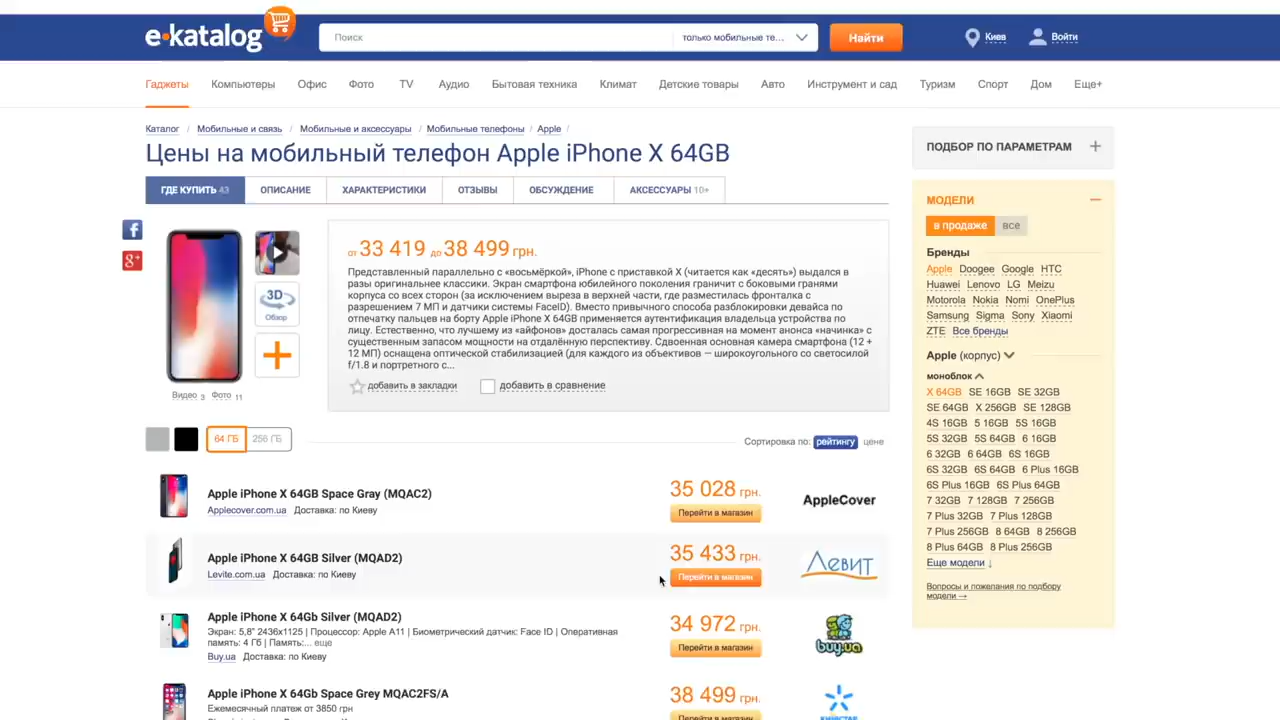 e-katalog
Поиск
только мобильные те...
Найти
Киев
Войти
Гаджеты Компьютеры Офис Фото TV Аудио Бытовая техника Климат Детские товары Авто Инструмент и сад Туризм Спорт Дом Еще+
Каталог / Мобильные и связь / Мобильные и аксессуары / Мобильные телефоны / Apple /
Цены на мобильный телефон Apple iPhone X 64GB
ГДЕ КУПИТЬ 43 ОПИСАНИЕ ХАРАКТЕРИСТИКИ ОТЗЫВЫ ОБСУЖДЕНИЕ АКСЕССУАРЫ 10+
f
g+
3D
Обзор
Видео 3 Фото 11
от 33 419 до 38 499 грн.
Представленный параллельно с «восьмёркой», iPhone с приставкой X (читается как «десять») выдался в
разы оригинальнее классики. Экран смартфона юбилейного поколения граничит с боковыми гранями
корпуса со всех сторон (за исключением выреза в верхней части, где разместилась фронталка с
разрешением 7 МП и датчики системы FaceID). Вместо привычного способа разблокировки девайса по
отпечатку пальцев на борту Apple iPhone X 64GB применяется аутентификация владельца устройства по
лицу. Естественно, что лучшему из «айфонов» досталась самая прогрессивная на момент анонса «начинка» с
существенным запасом мощности на отдалённую перспективу. Сдвоенная основная камера смартфона (12 +
12 МП) оснащена оптической стабилизацией (для каждого из объективов — широкоугольного со светосилой
f/1.8 и портретного с...
добавить в закладки добавить в сравнение
64 ГБ 256 ГБ
Сортировка по: рейтингу цене
Apple iPhone X 64GB Space Gray (MQAC2)
Applecover.com.ua Доставка: по Киеву
35 028 грн.
Перейти в магазин
AppleCover
Apple iPhone X 64GB Silver (MQAD2)
Levite.com.ua Доставка: по Киеву
35 433 грн.
Перейти в магазин
Левит
Apple iPhone X 64Gb Silver (MQAD2)
Экран: 5,8" 2436x1125 | Процессор: Apple A11 | Биометрический датчик: Face ID | Оперативная
память: 4 Гб | Память:... еще
Buy.ua Доставка: по Киеву
34 972 грн.
Перейти в магазин
buy.ua
Apple iPhone X 64Gb Space Grey MQAC2FS/A
Ежемесячный платеж от 3850 грн
38 499 грн.
Перейти в магазин
ПОДБОР ПО ПАРАМЕТРАМ +
МОДЕЛИ
в продаже все
Бренды
Apple Doogee Google HTC
Huawei Lenovo LG Meizu
Motorola Nokia Nomi OnePlus
Samsung Sigma Sony Xiaomi
ZTE Все бренды
Apple (корпус)
моноблок
X 64GB SE 16GB SE 32GB
SE 64GB X 256GB SE 128GB
4S 16GB 5 16GB 5S 16GB
5S 32GB 5S 64GB 6 16GB
6 32GB 6 64GB 6S 16GB
6S 32GB 6S 64GB 6 Plus 16GB
6S Plus 16GB 6S Plus 64GB
7 32GB 7 128GB 7 256GB
7 Plus 32GB 7 Plus 128GB
7 Plus 256GB 8 64GB 8 256GB
8 Plus 64GB 8 Plus 256GB
Еще модели ↓
Вопросы и пожелания по подбору
модели →